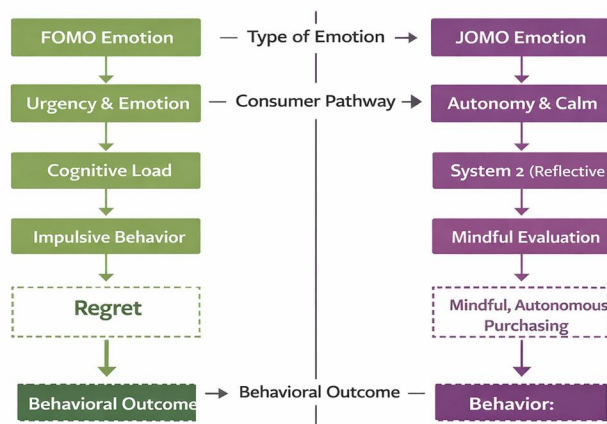 FOMO Emotion
Type of Emotion
JOMO Emotion
Urgency & Emotion
Consumer Pathway
Autonomy & Calm
Cognitive Load
System 2 (Reflective
Impulsive Behavior
Mindful Evaluation
Regret
Mindful, Autonomous
Purchasing
Behavioral Outcome
Behavioral Outcome
Behavior: